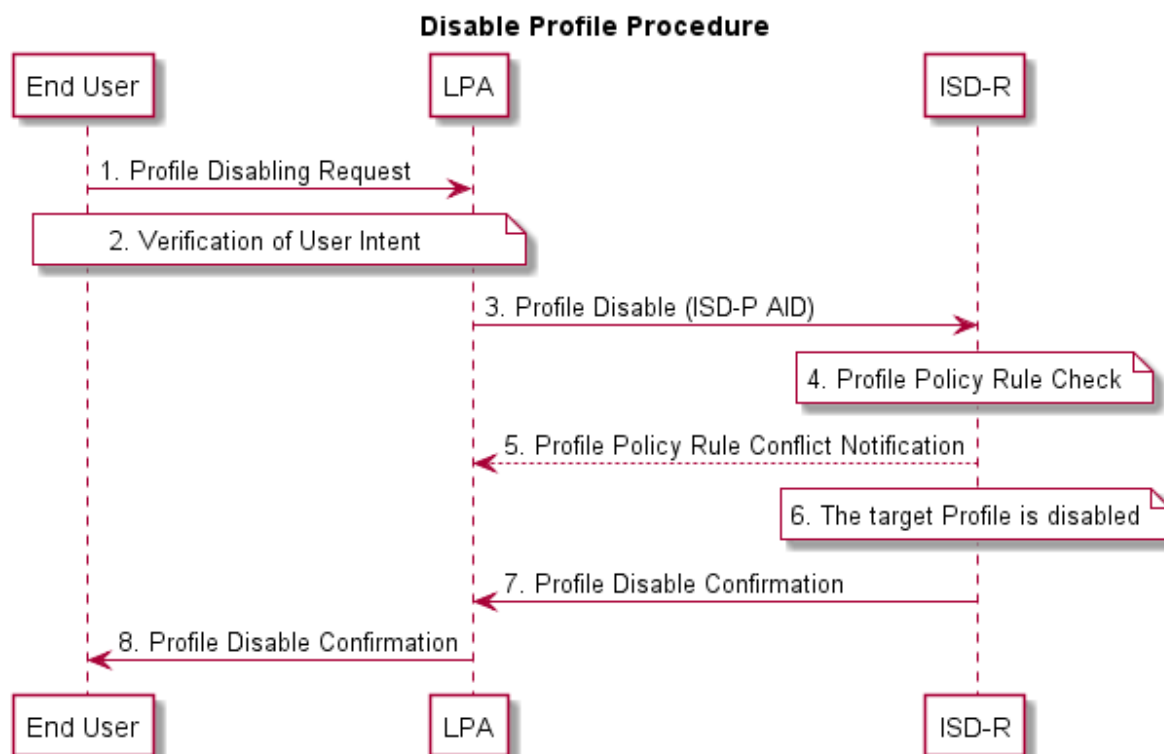 Disable Profile Procedure
End User
LPA
ISD-R
1. Profile Disabling Request
2. Verification of User Intent
3. Profile Disable (ISD-P AID)
4. Profile Policy Rule Check
5. Profile Policy Rule Conflict Notification
6. The target Profile is disabled
7. Profile Disable Confirmation
8. Profile Disable Confirmation
End User
LPA
ISD-R